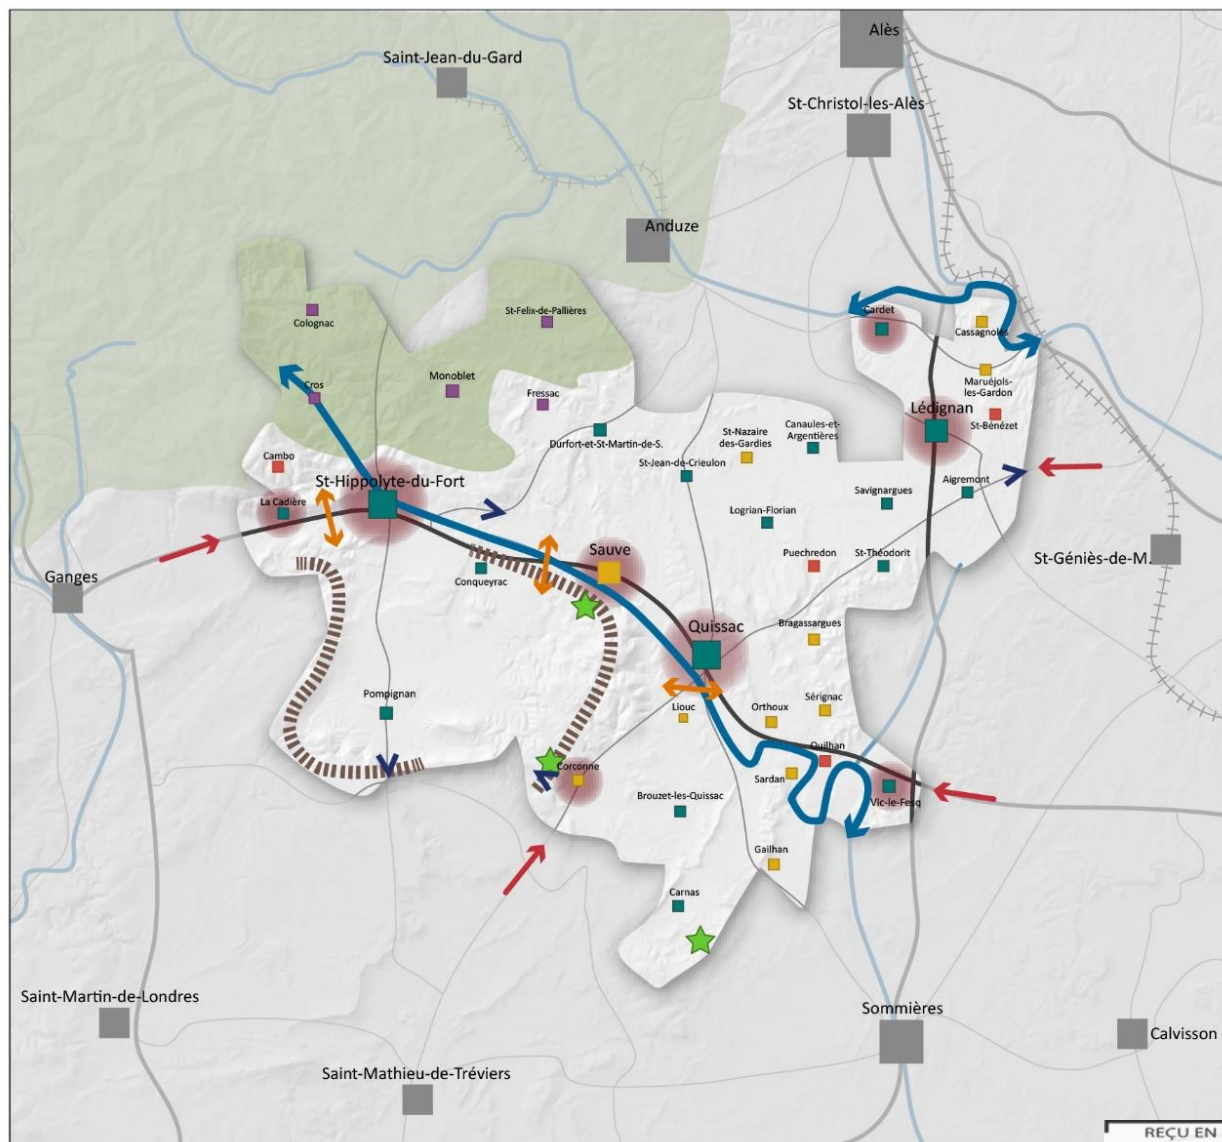 Alès
Saint-Jean-du-Gard
St-Christol-les-Alès
Anduze
Colognac
St-Felix-de-Pallières
Cardet
Cassagnoles
Cros
Monoblet
Fressac
Maruéjols-
les-Gardon
Lédignan
St-Bénézet
Durfort-et-St-Martin-de-S.
St-Nazaire
des-Gardies
Canaules-et-
Argentières
Cambo
St-Jean-de-Crieulon
St-Hippolyte-du-Fort
Savignargues
Aigremont
La Cadière
Logrian-Florian
Sauve
Puechredon
St-Théodorit
St-Géniès-de-M.
Ganges
Conqueyrac
Quissac
Bragassargues
Pompignan
Liouc
Orthoux
Sérignac
Quilhan
Corconne
Sardan
Brouzet-les-Quissac
Vic-le-Fesq
Gailhan
Carnas
Saint-Martin-de-Londres
Sommières
Calvisson
Saint-Mathieu-de-Tréviers
REÇU EN